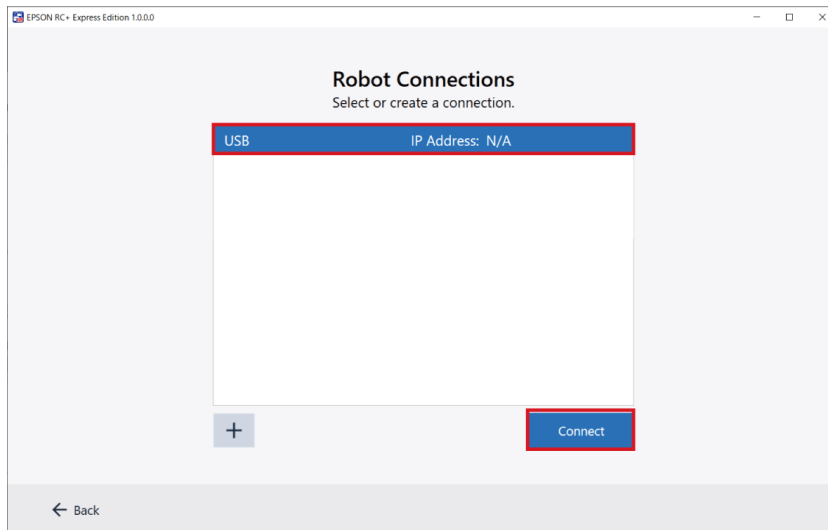 EPSON RC+ Express Edition 1.0.0.0
Robot Connections
Select or create a connection.
USB IP Address: N/A
+ Connect
← Back